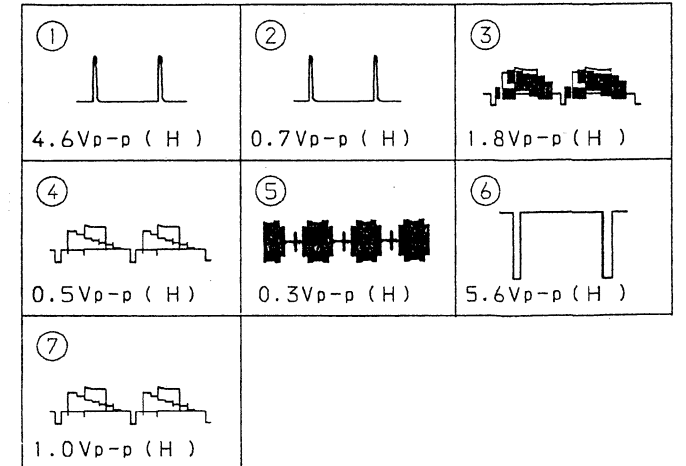 ① ② ③
4.6Vp-p ( H ) 0.7Vp-p ( H ) 1.8Vp-p ( H )
④ ⑤ ⑥
0.5Vp-p ( H ) 0.3Vp-p (H) 5.6Vp-p ( H )
⑦
1.0Vp-p ( H )